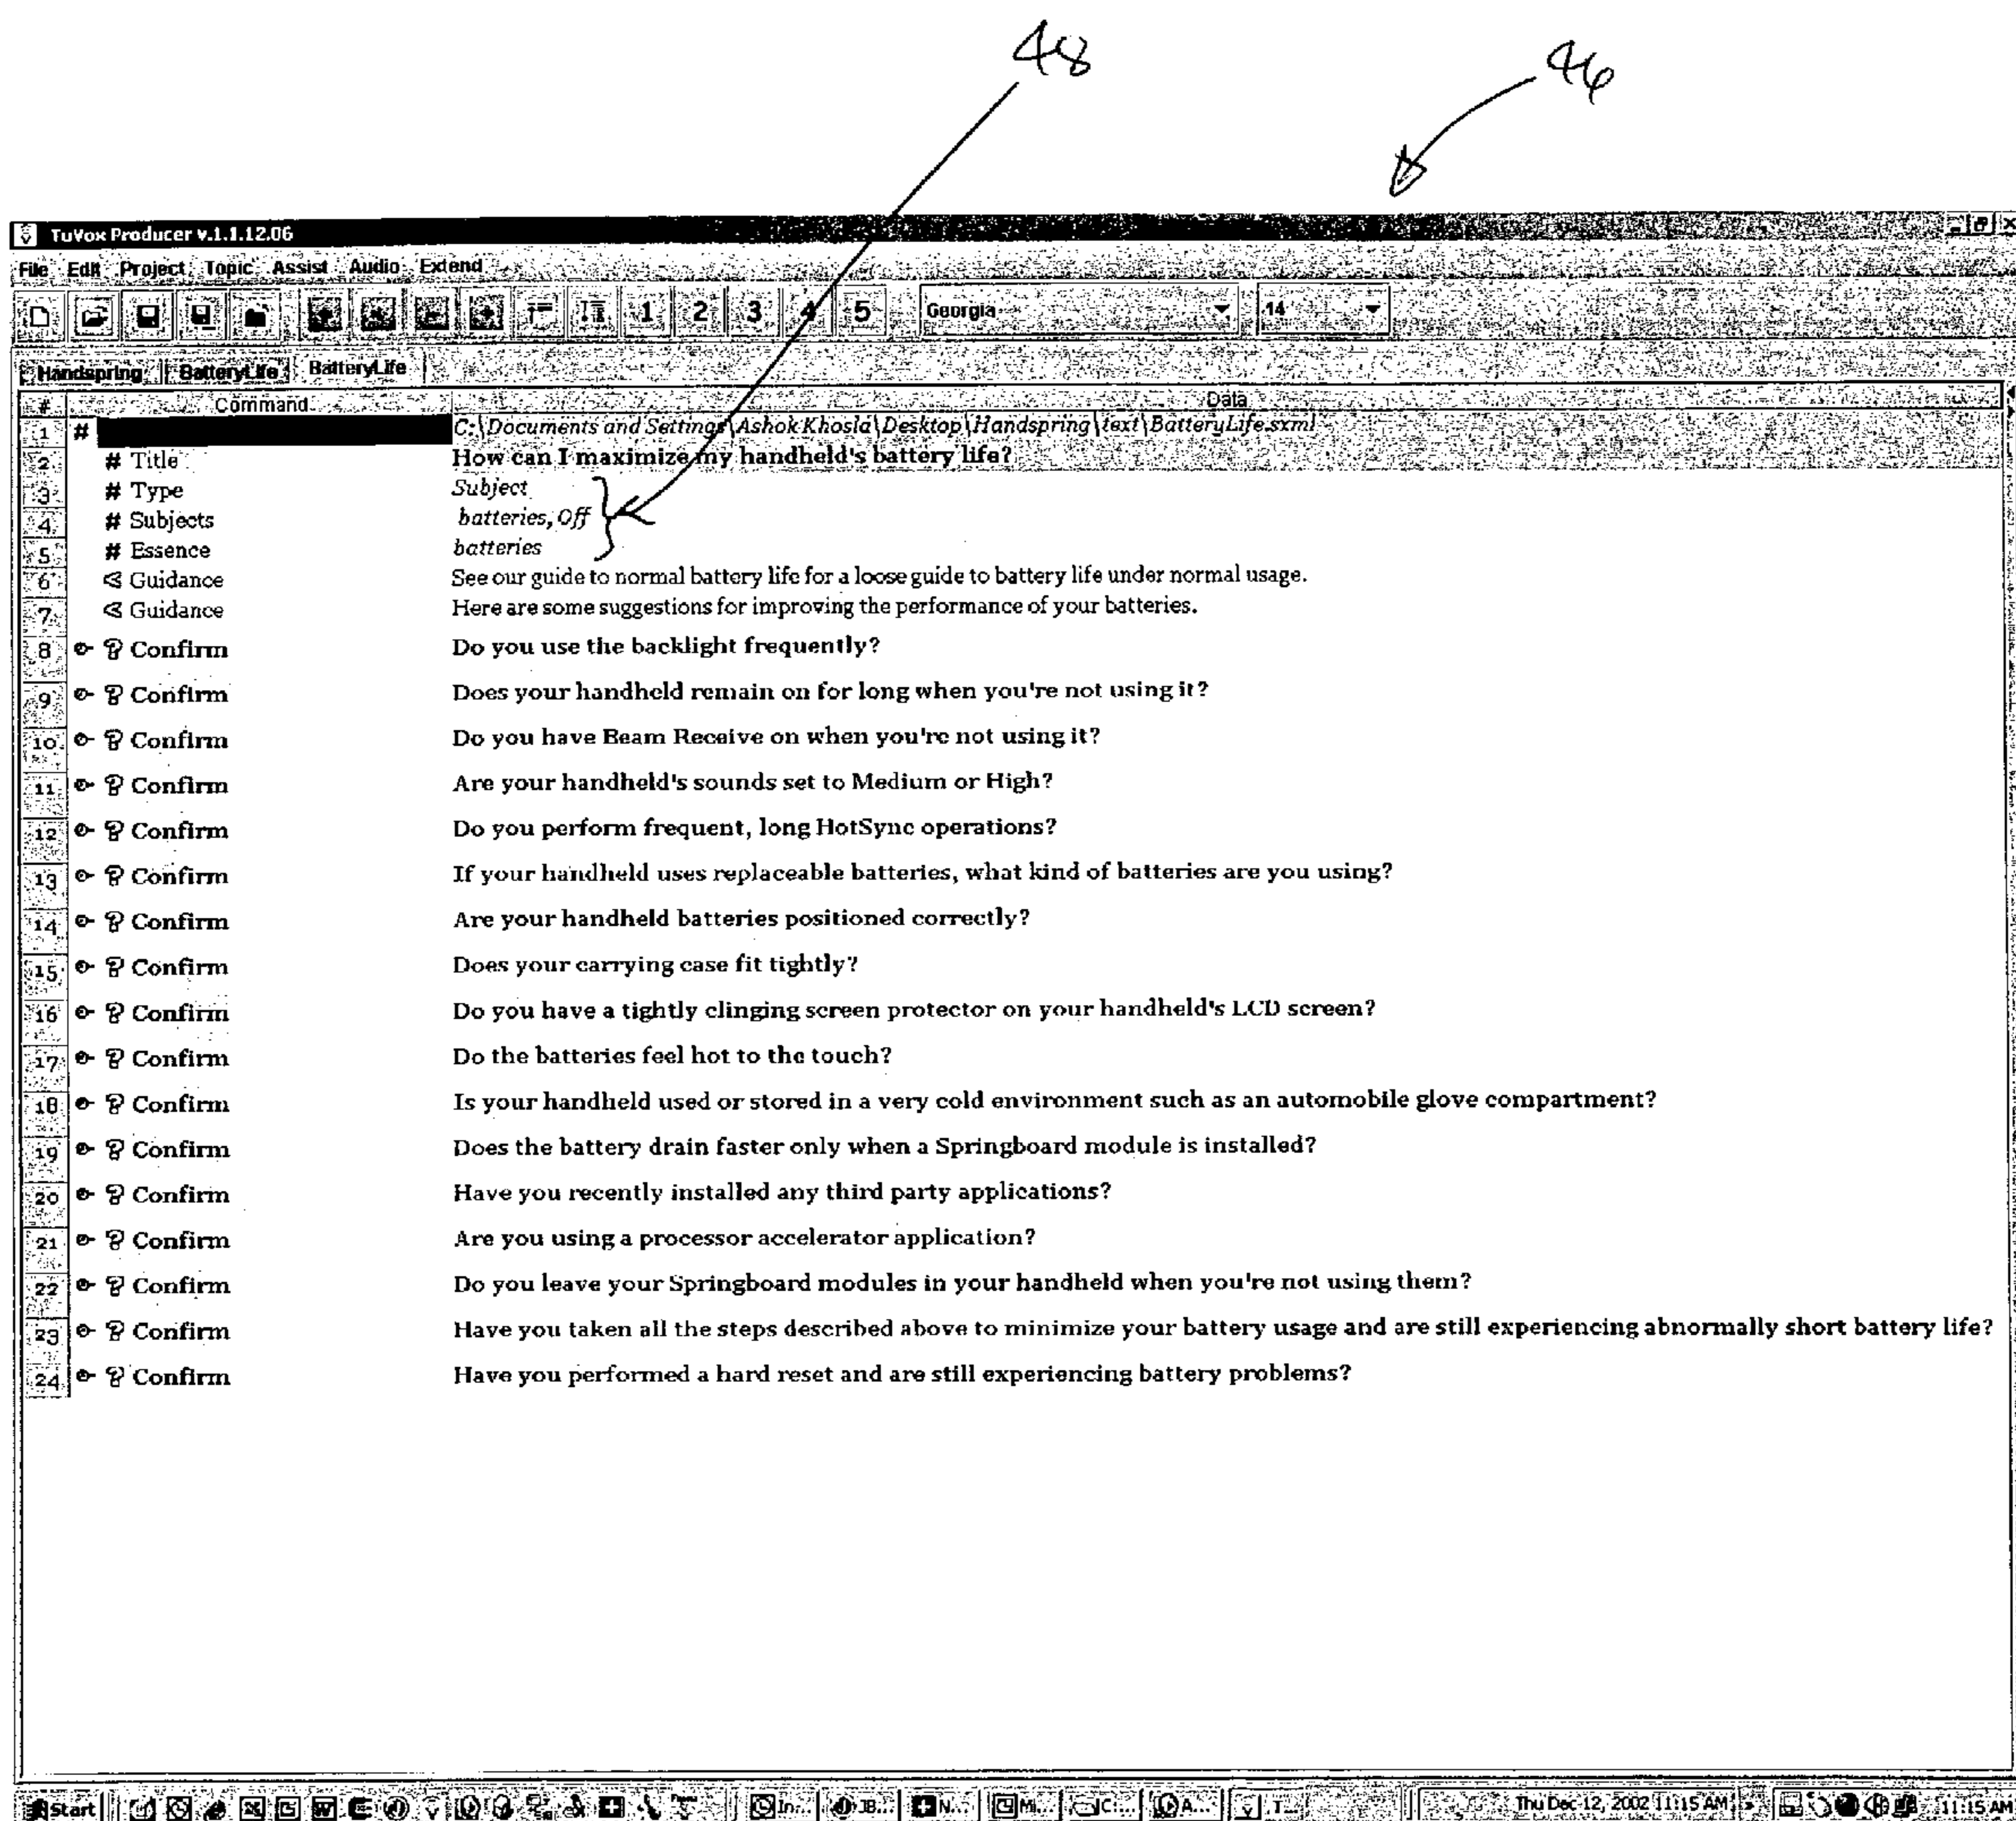 48
46
TuVox Producer v.1.1.12.06
File Edit Project Topic Assist Audio Extend
1 2 3 4 5 Georgia 14
Handspring BatteryLife BatteryLife
# Command Data
1 # C:\Documents and Settings\Ashok Khosla\Desktop\Handspring\text\BatteryLife.sxml
2 # Title How can I maximize my handheld's battery life?
3 # Type Subject
4 # Subjects batteries, Off
5 # Essence batteries
6 Guidance See our guide to normal battery life for a loose guide to battery life under normal usage.
7 Guidance Here are some suggestions for improving the performance of your batteries.
8 Confirm Do you use the backlight frequently?
9 Confirm Does your handheld remain on for long when you're not using it?
10 Confirm Do you have Beam Receive on when you're not using it?
11 Confirm Are your handheld's sounds set to Medium or High?
12 Confirm Do you perform frequent, long HotSync operations?
13 Confirm If your handheld uses replaceable batteries, what kind of batteries are you using?
14 Confirm Are your handheld batteries positioned correctly?
15 Confirm Does your carrying case fit tightly?
16 Confirm Do you have a tightly clinging screen protector on your handheld's LCD screen?
17 Confirm Do the batteries feel hot to the touch?
18 Confirm Is your handheld used or stored in a very cold environment such as an automobile glove compartment?
19 Confirm Does the battery drain faster only when a Springboard module is installed?
20 Confirm Have you recently installed any third party applications?
21 Confirm Are you using a processor accelerator application?
22 Confirm Do you leave your Springboard modules in your handheld when you're not using them?
23 Confirm Have you taken all the steps described above to minimize your battery usage and are still experiencing abnormally short battery life?
24 Confirm Have you performed a hard reset and are still experiencing battery problems?
Start In... JB... N... Mi... C:... A... T... Thu Dec 12, 2002 11:15 AM 11:15 AM